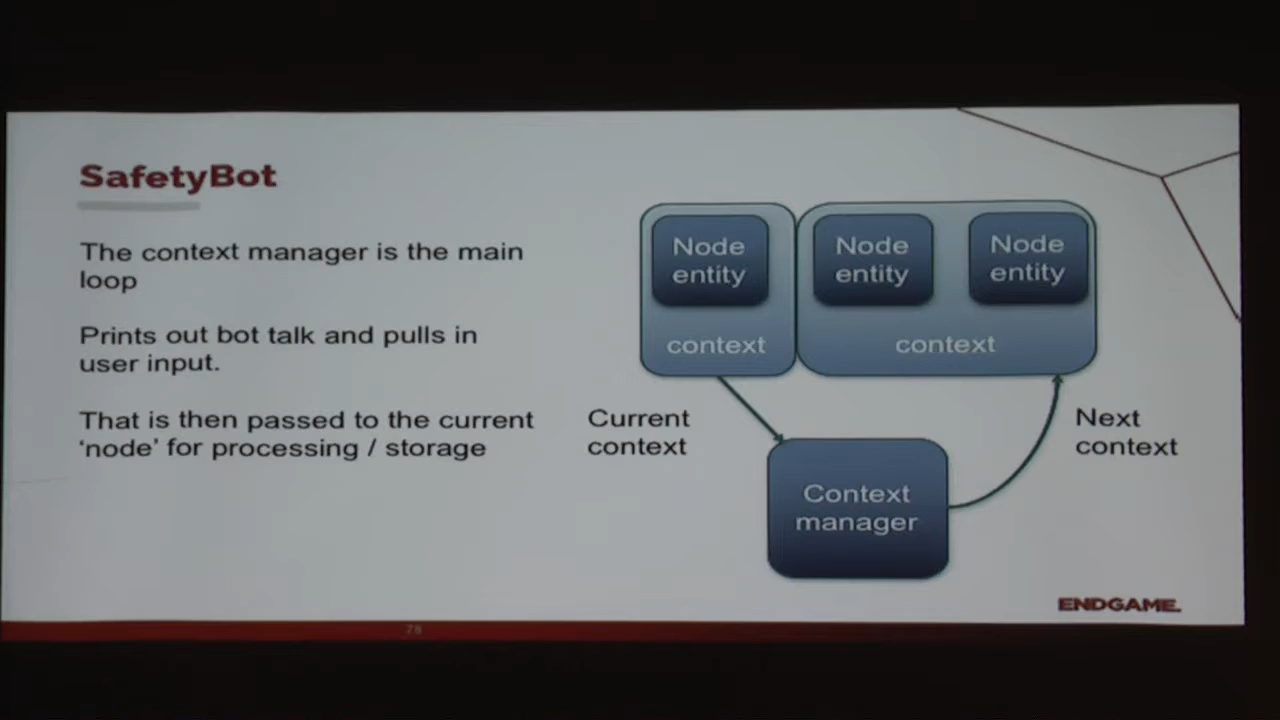 SafetyBot
The context manager is the main
loop
Prints out bot talk and pulls in
user input.
That is then passed to the current
‘node’ for processing / storage
Node
entity
context
Node
entity
Node
entity
context
Current
context
Next
context
Context
manager
ENDGAME.